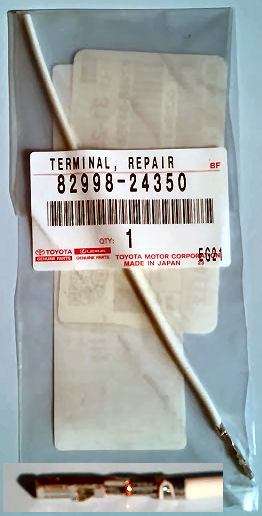 TERMINAL, REPAIR BF
82998-24350
QTY: 1
TOYOTA LEXUS
GENUINE PARTS GENUINE PARTS
TOYOTA MOTOR CORPORATION
MADE IN JAPAN